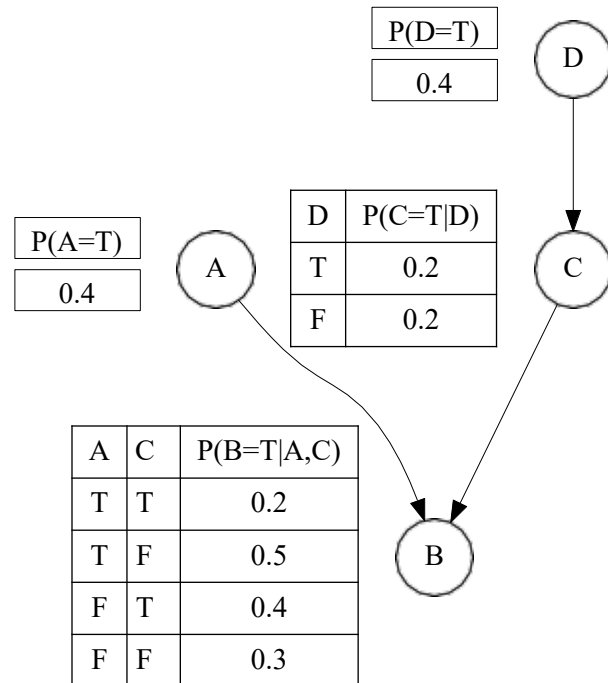 P(D=T)
0.4
D
D P(C=T|D)
T 0.2
F 0.2
P(A=T)
0.4
A
C
A C P(B=T|A,C)
T T 0.2
T F 0.5
F T 0.4
F F 0.3
B